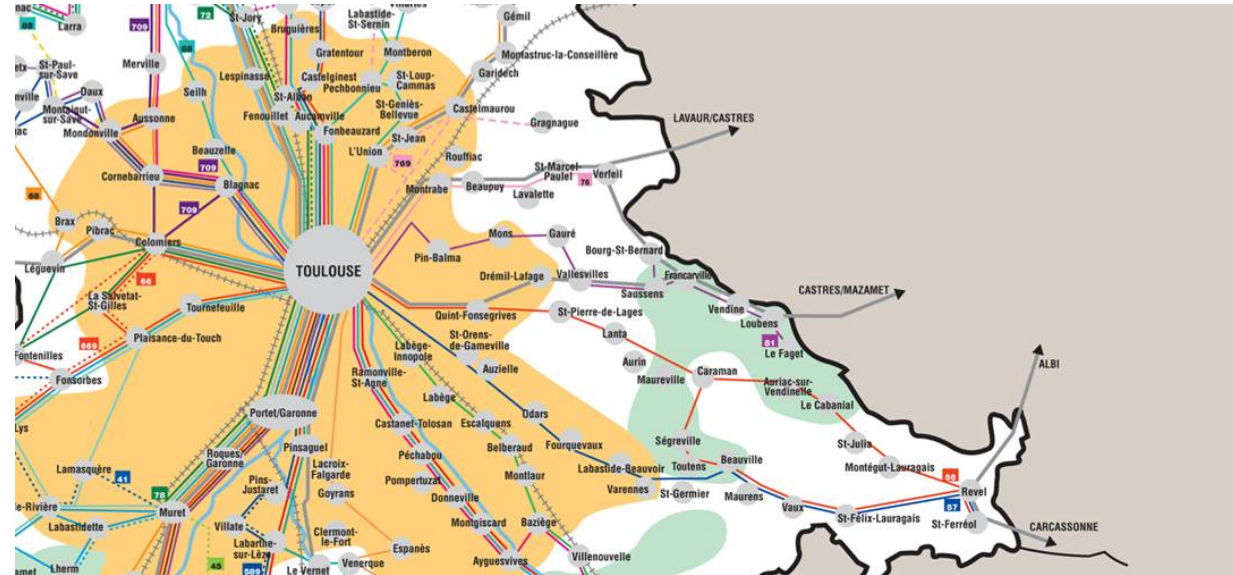 88
Larra
709
72
St-Jory
Bruguières
Labastide-
St-Sernin
Gémil
68
St-Paul-
sur-Save
Merville
Lespinasse
Gratentour
Castelginest
Pechbonnieu
Montberon
St-Loup-
Cammas
Montastruc-la-Conseillère
Garidech
Daux
Montaigut-
sur-Save
Mondonville
Aussonne
Seilh
St-Alban
Fenouillet
Aucamville
Fonbeauzard
St-Geniès-
Bellevue
Castelmaurou
Gragnague
St-Jean
L'Union
769
Rouffiac
LAVAUR/CASTRES
Beauzelle
709
Cornebarrieu
Blagnac
Montrabe
Beaupuy
St-Marcel-
Paulet
76
Verfeil
Lavalette
68
709
Brax
Pibrac
Colomiers
Léguevin
TOULOUSE
Pin-Balma
Mons
Gauré
Bourg-St-Bernard
Drémil-Lafage
Vallesvilles
Francarville
Saussens
CASTRES/MAZAMET
66
La Salvetat-
St-Gilles
Tournefeuille
Quint-Fonsegrives
St-Pierre-de-Lages
Vendine
Loubens
81
Le Faget
Plaisance-du-Touch
669
Fontenilles
Fonsorbes
Labège-
Innopole
St-Orens-
de-Gameville
Auzielle
Lanta
Aurin
Maureville
Caraman
Auriac-sur-
Vendinelle
Le Cabanial
ALBI
Ramonville-
St-Agne
Labège
Odars
Portet/Garonne
Castanet-Tolosan
Escalquens
Fourquevaux
Ségreville
St-Julia
Lys
Pinsaguel
Péchabou
Belberaud
Labastide-Beauvoir
Toutens
Beauville
Montégut-Lauragais
Roques/
Garonne
Lacroix-
Falgarde
Pompertuzat
Montlaur
Varennes
St-Germier
Maurens
Vaux
56
Revel
57
Lamasquère
41
78
Pins-
Justaret
Goyrans
Donneville
St-Félix-Lauragais
St-Ferréol
CARCASSONNE
le-Rivière
Labastidette
Muret
Villate
Clermont-
le-Fort
Montgiscard
Baziège
Lherm
45
Labarthe-
sur-Lèze
589
Le Vernet
Venerque
Espanès
Ayguesvives
Villenouvelle